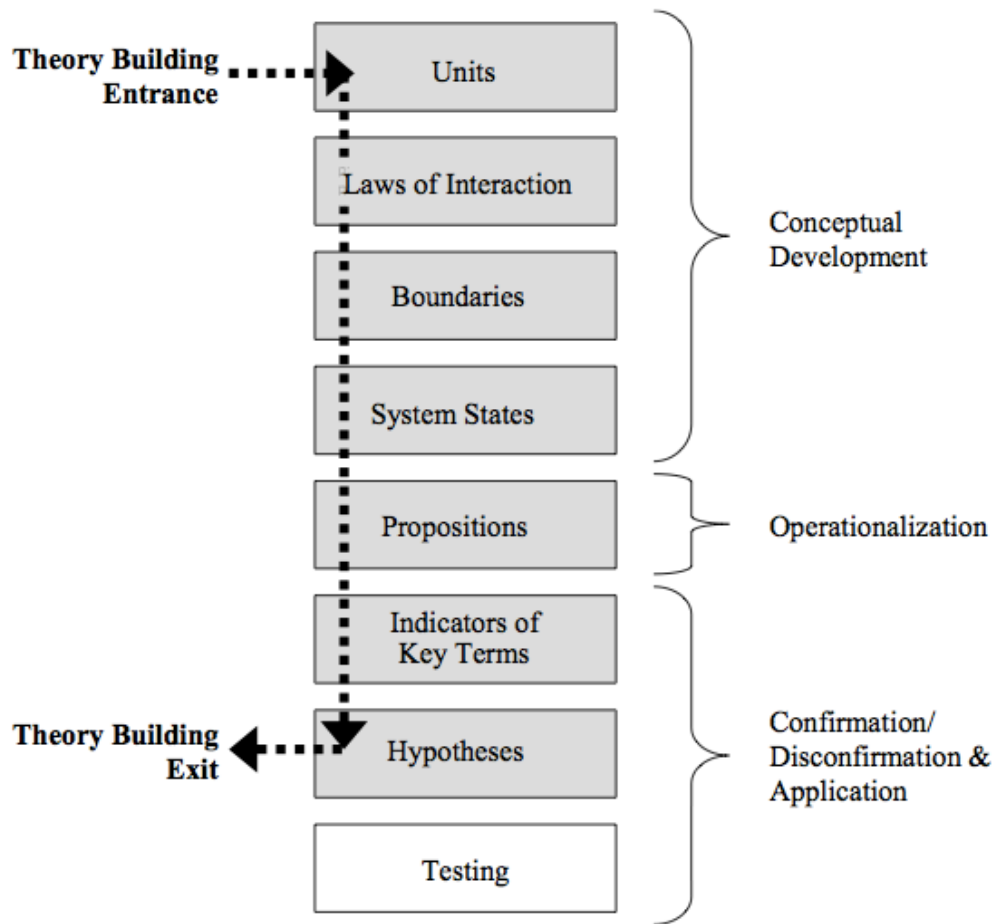 Theory Building
Entrance
Units
Laws of Interaction
Boundaries
System States
Conceptual
Development
Propositions
Operationalization
Indicators of
Key Terms
Theory Building
Exit
Hypotheses
Confirmation/
Disconfirmation &
Application
Testing